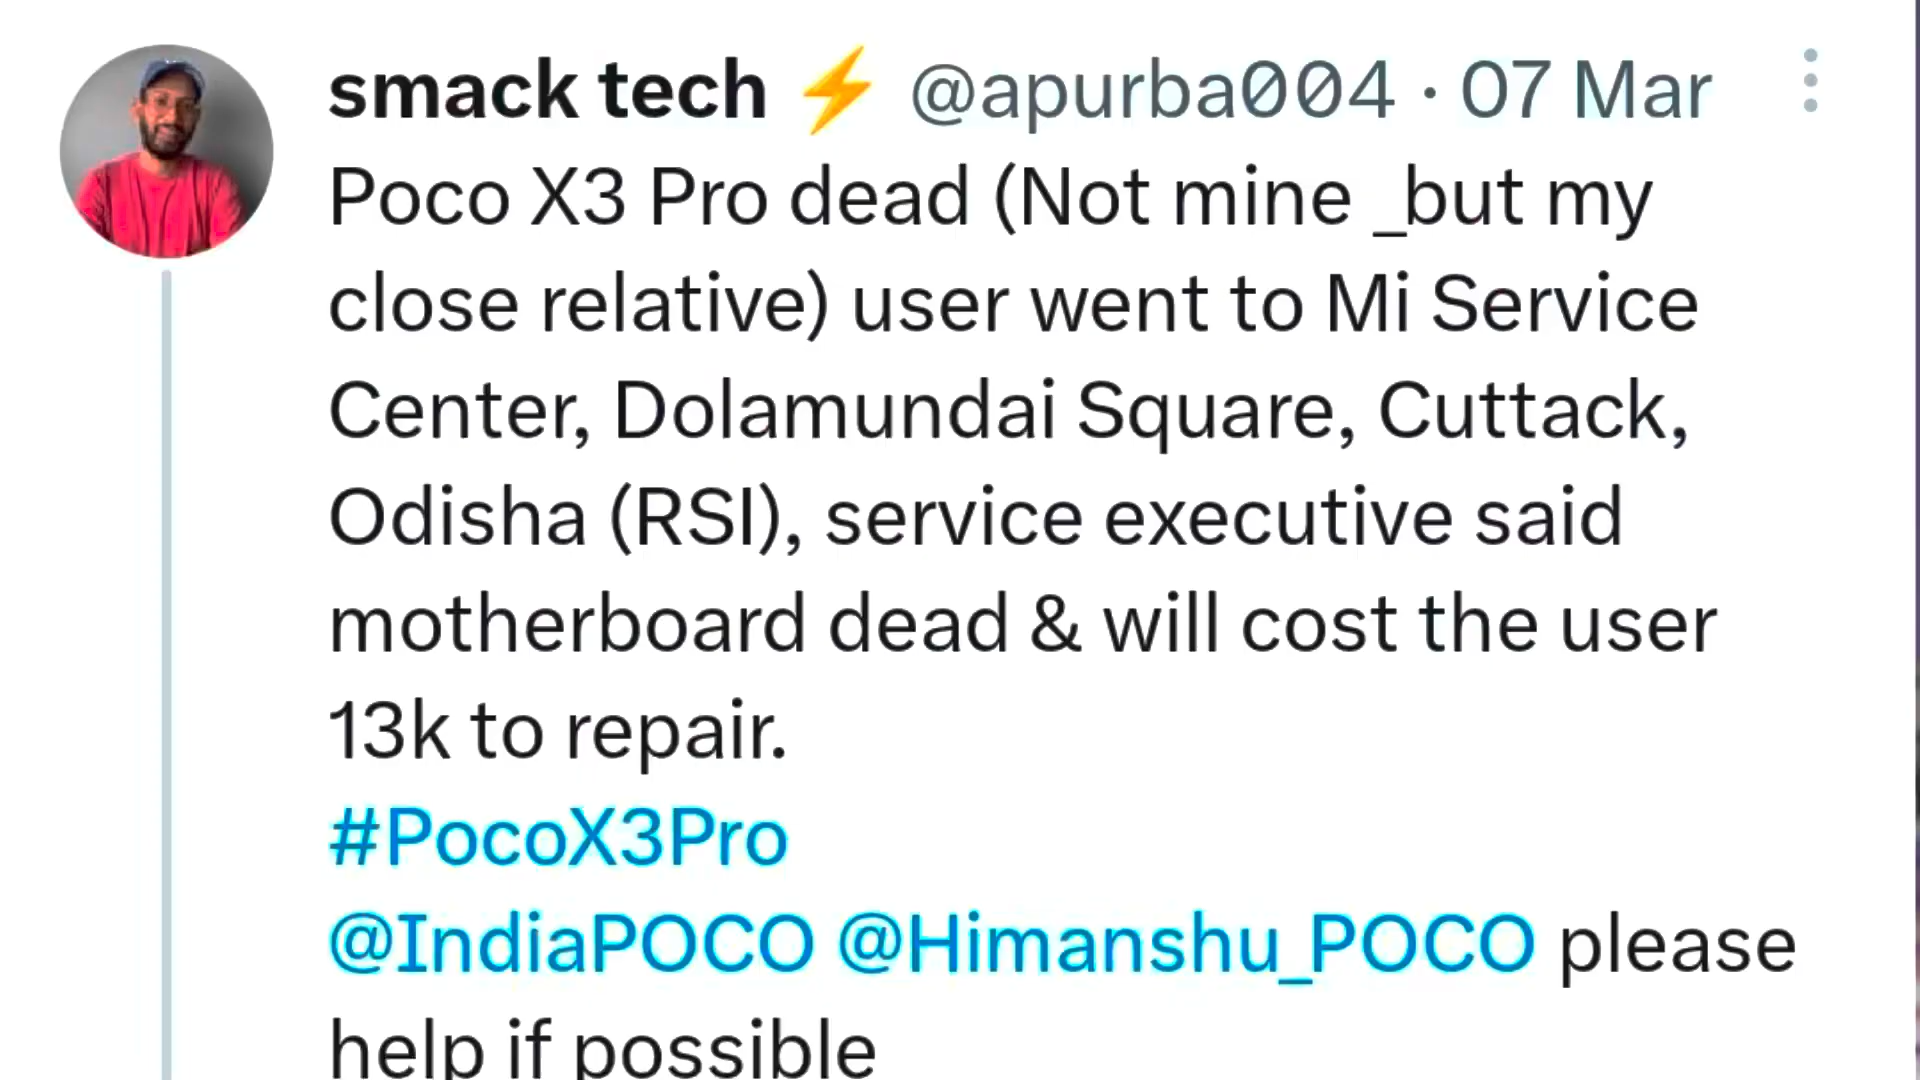 smack tech ⚡ @apurba004 · 07 Mar
Poco X3 Pro dead (Not mine _but my
close relative) user went to Mi Service
Center, Dolamundai Square, Cuttack,
Odisha (RSI), service executive said
motherboard dead & will cost the user
13k to repair.
#PocoX3Pro
@IndiaPOCO @Himanshu_POCO please
help if possible